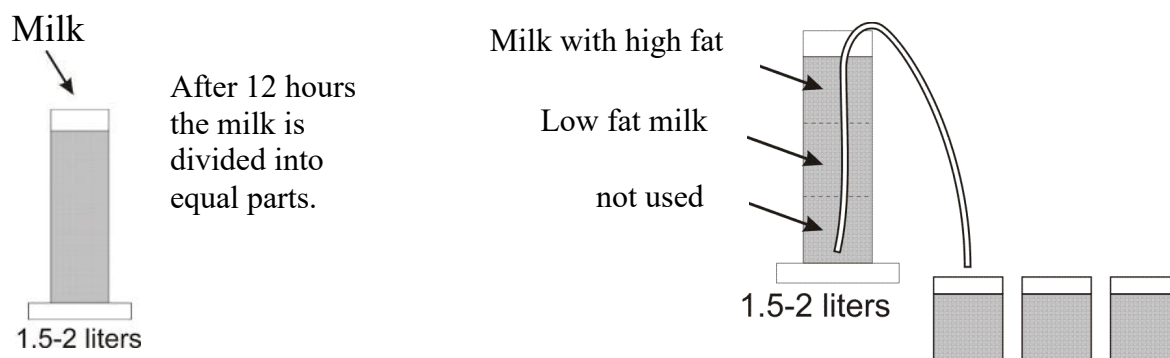 Milk
After 12 hours
the milk is
divided into
equal parts.
1.5-2 liters
Milk with high fat
Low fat milk
not used
1.5-2 liters